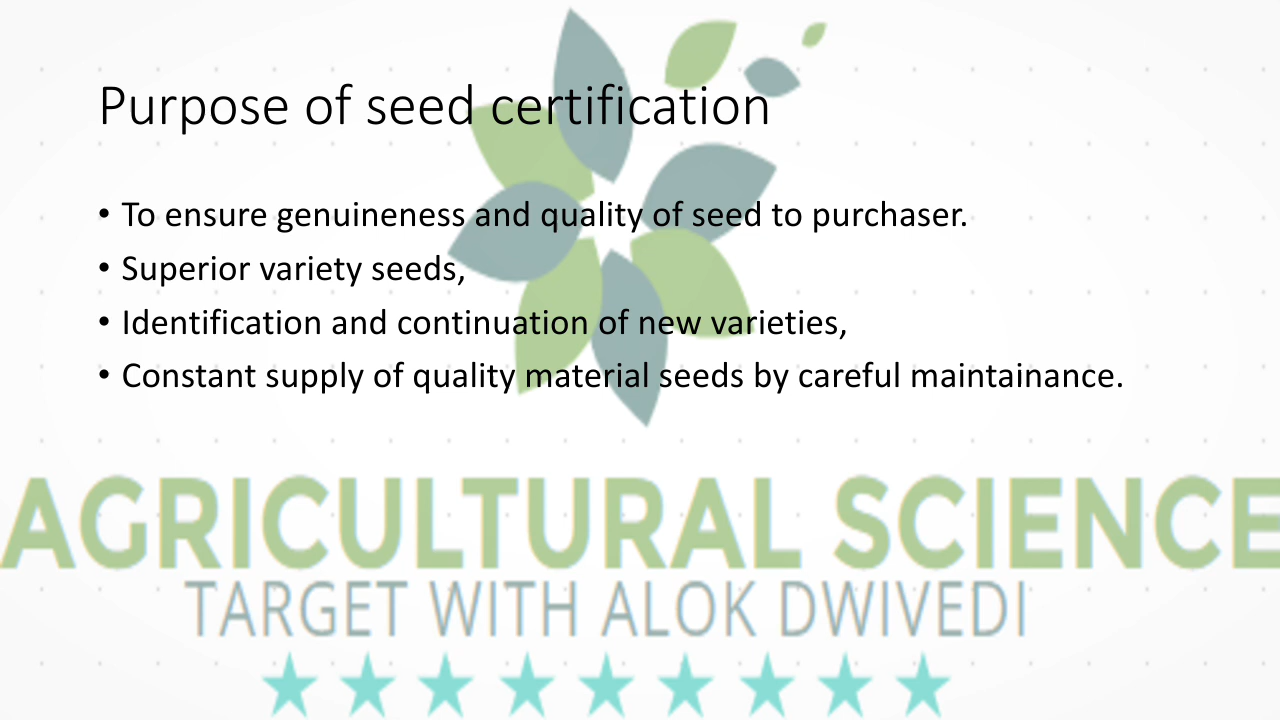 Purpose of seed certification
• To ensure genuineness and quality of seed to purchaser.
• Superior variety seeds,
• Identification and continuation of new varieties,
• Constant supply of quality material seeds by careful maintainance.
AGRICULTURAL SCIENCE
TARGET WITH ALOK DWIVEDI